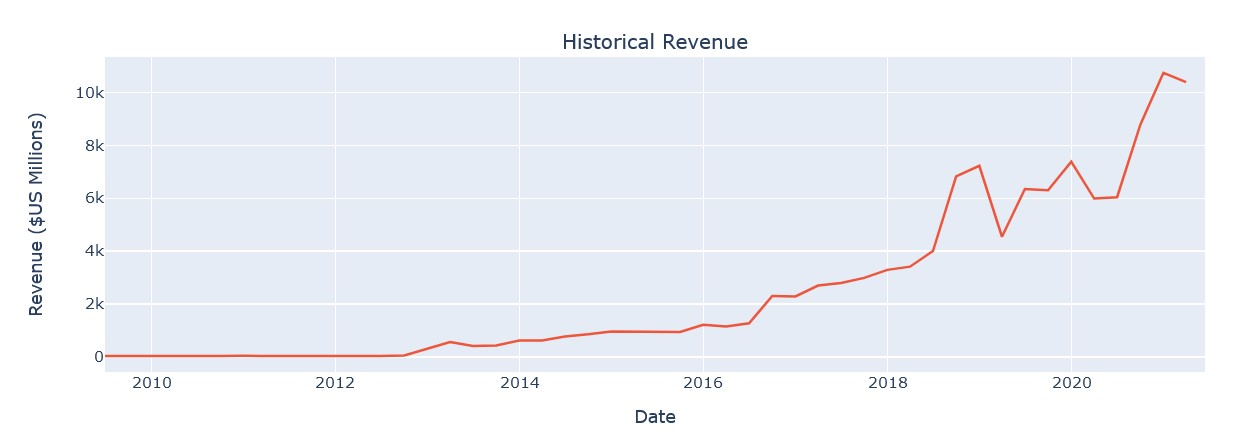 Historical Revenue
Revenue ($US Millions)
10k
8k
6k
4k
2k
0
2010 2012 2014 2016 2018 2020
Date